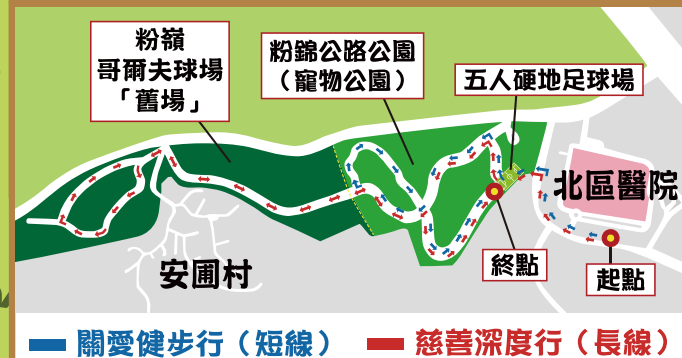 粉嶺
哥爾夫球場
「舊場」
粉錦公路公園
（寵物公園）
五人硬地足球場
北區醫院
安圃村
終點
起點
關愛健步行（短線）
慈善深度行（長線）